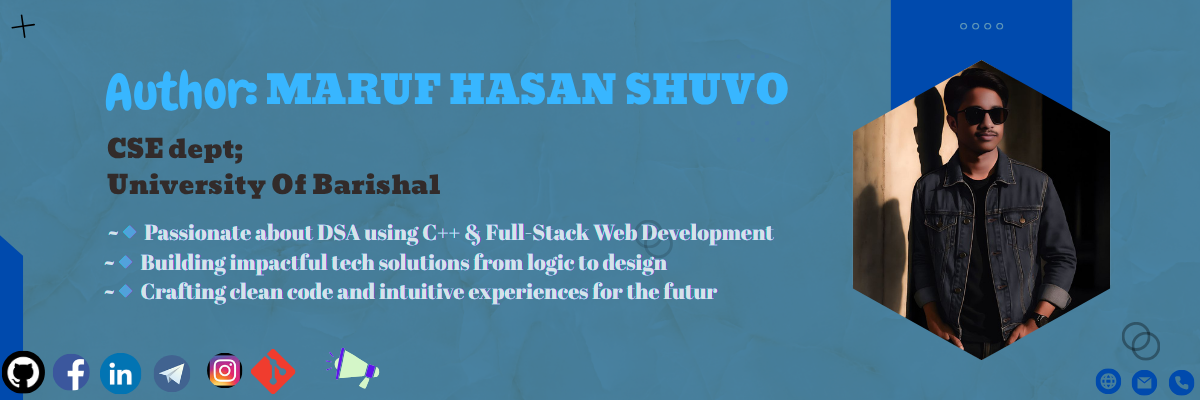 Author: MARUF HASAN SHUVO
CSE dept;
University Of Barishal
~🔹 Passionate about DSA using C++ & Full-Stack Web Development
~🔹 Building impactful tech solutions from logic to design
~🔹 Crafting clean code and intuitive experiences for the futur
in